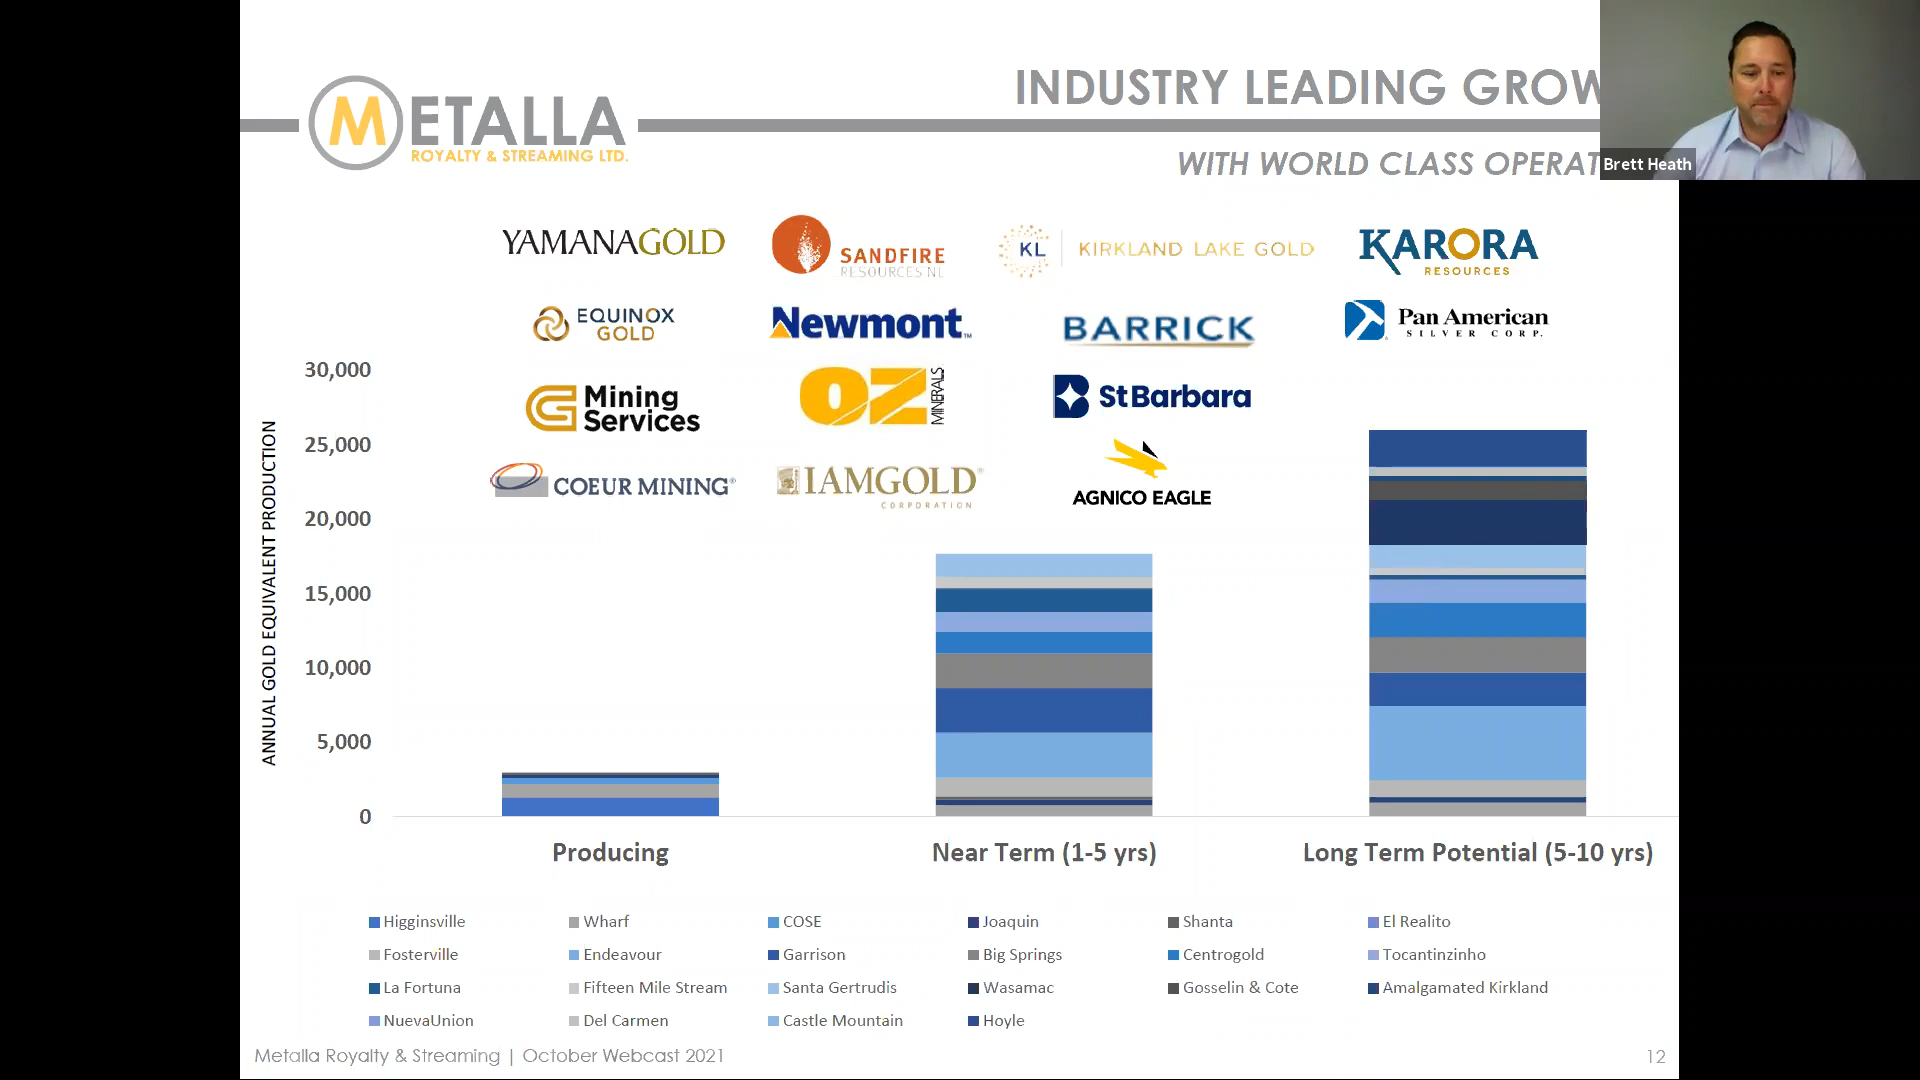 INDUSTRY LEADING GROW
METALLA
ROYALTY & STREAMING LTD.
WITH WORLD CLASS OPERAT
Brett Heath
YAMANAGOLD
SANDFIRE
RESOURCES NL
KL KIRKLAND LAKE GOLD
KARORA
RESOURCES
EQUINOX
GOLD
Newmont™
BARRICK
Pan American
SILVER CORP.
G Mining
Services
OZ MINERALS
St Barbara
COEUR MINING®
IAMGOLD®
CORPORATION
AGNICO EAGLE
ANNUAL GOLD EQUIVALENT PRODUCTION
30,000
25,000
20,000
15,000
10,000
5,000
0
Producing Near Term (1-5 yrs) Long Term Potential (5-10 yrs)
Higginsville Wharf COSE Joaquin Shanta El Realito
Fosterville Endeavour Garrison Big Springs Centrogold Tocantinzinho
La Fortuna Fifteen Mile Stream Santa Gertrudis Wasamac Gosselin & Cote Amalgamated Kirkland
NuevaUnion Del Carmen Castle Mountain Hoyle
Metalla Royalty & Streaming | October Webcast 2021 12